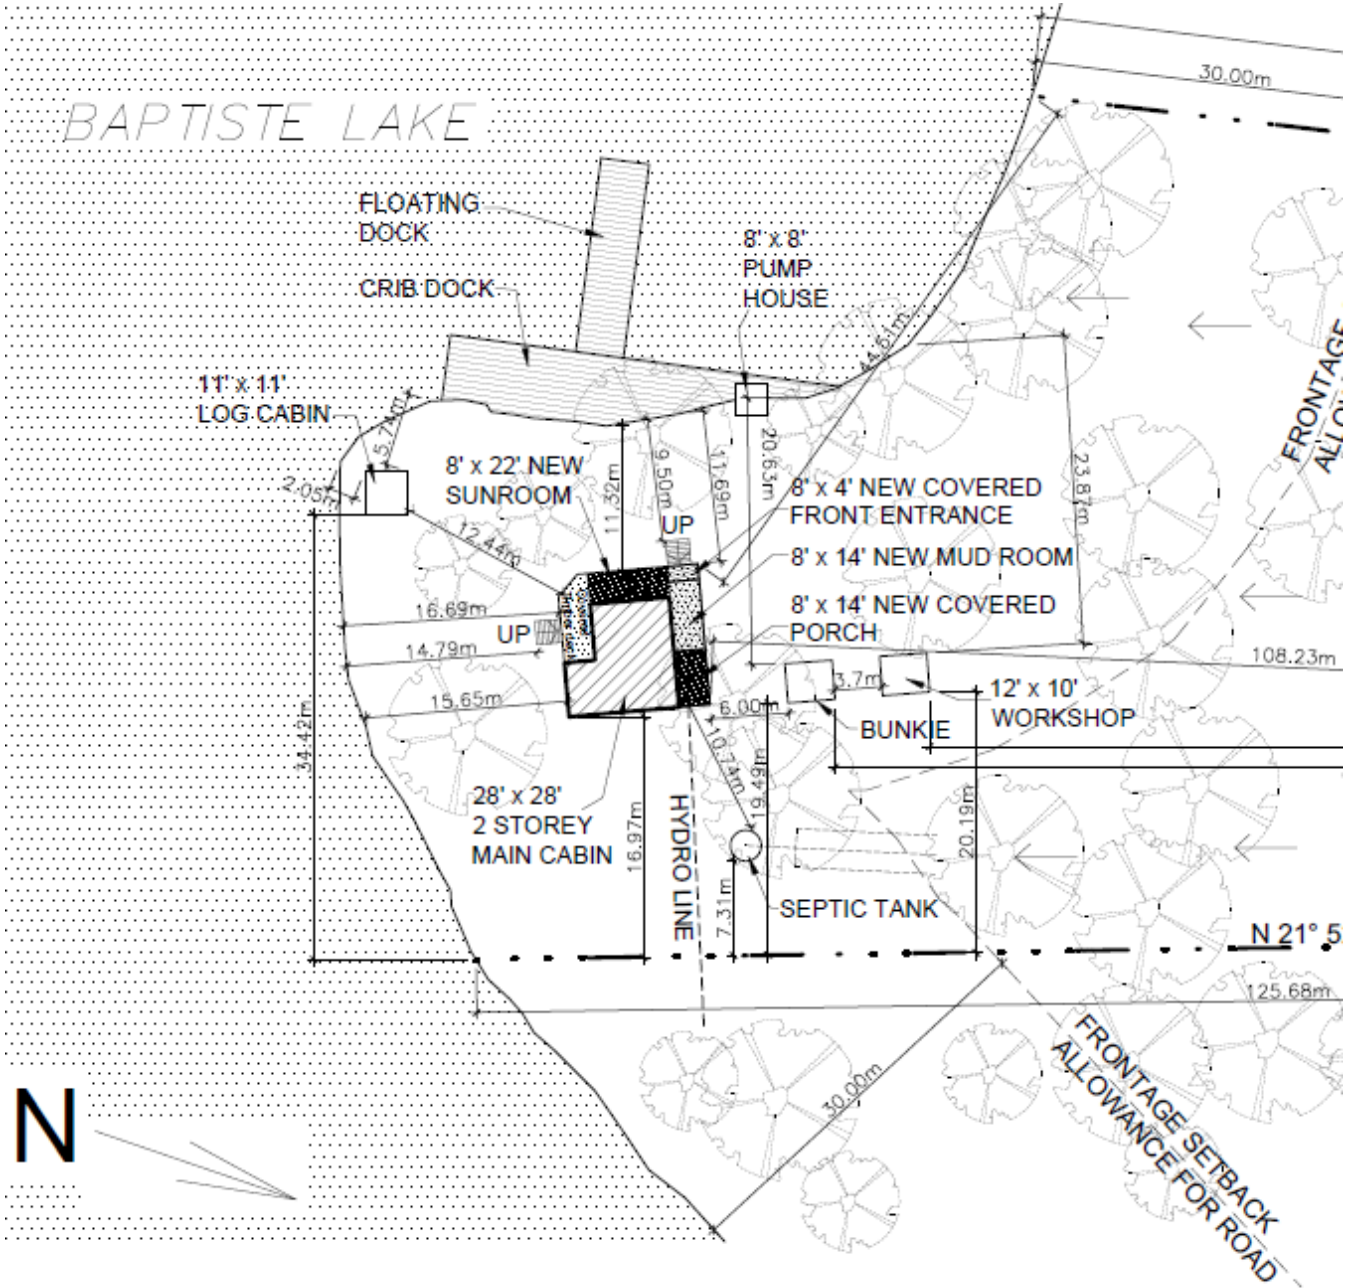 30.00m
BAPTISTE LAKE
FLOATING
DOCK
8' x 8'
PUMP
HOUSE
CRIB DOCK
44.51m
FRONTAGE
11' x 11'
LOG CABIN
5.74m
8' x 22' NEW
SUNROOM
2.05m
11.32m
9.50m
11.69m
20.63m
23.87m
8' x 4' NEW COVERED
FRONT ENTRANCE
UP
12.44m
8' x 14' NEW MUD ROOM
8' x 14' NEW COVERED
PORCH
16.69m
UP
14.79m
108.23m
15.65m
3.7m
12' x 10'
WORKSHOP
6.00m
BUNKIE
34.42m
10.74m
19.49m
28' x 28'
2 STOREY
MAIN CABIN
16.97m
HYDRO LINE
20.19m
7.31m
SEPTIC TANK
N 21° 5
125.68m
30.00m
FRONTAGE SETBACK
ALLOWANCE FOR ROAD
N